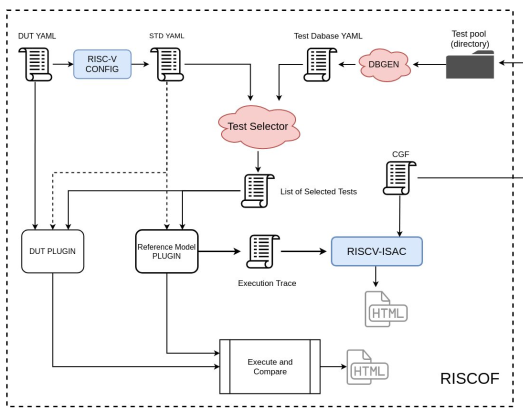 DUT YAML
STD YAML
Test Dabase YAML
Test pool
(directory)
RISC-V
CONFIG
DBGEN
Test Selector
CGF
List of Selected Tests
DUT PLUGIN
Reference Model
PLUGIN
RISCV-ISAC
Execution Trace
HTML
Execute and
Compare
HTML
RISCOF